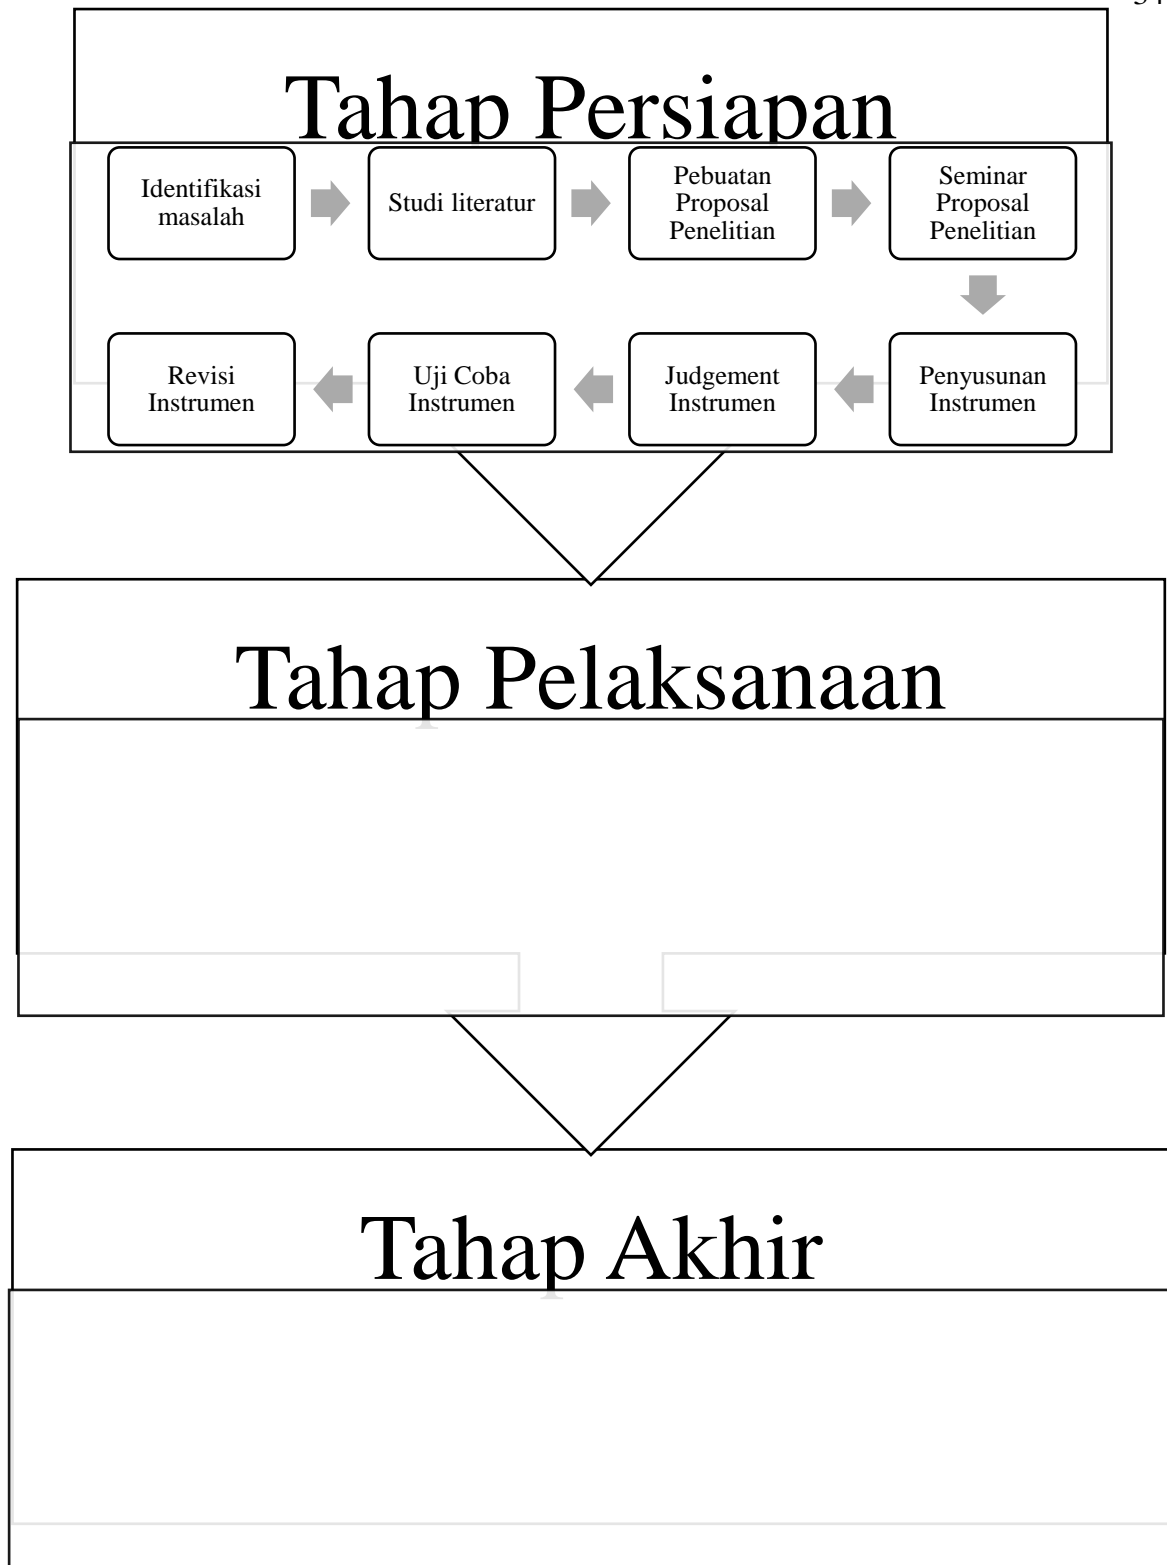 Tahap Persiapan
Identifikasi
masalah
Studi literatur
Pebuatan
Proposal
Penelitian
Seminar
Proposal
Penelitian
Penyusunan
Instrumen
Judgement
Instrumen
Uji Coba
Instrumen
Revisi
Instrumen
Tahap Pelaksanaan
Tahap Akhir